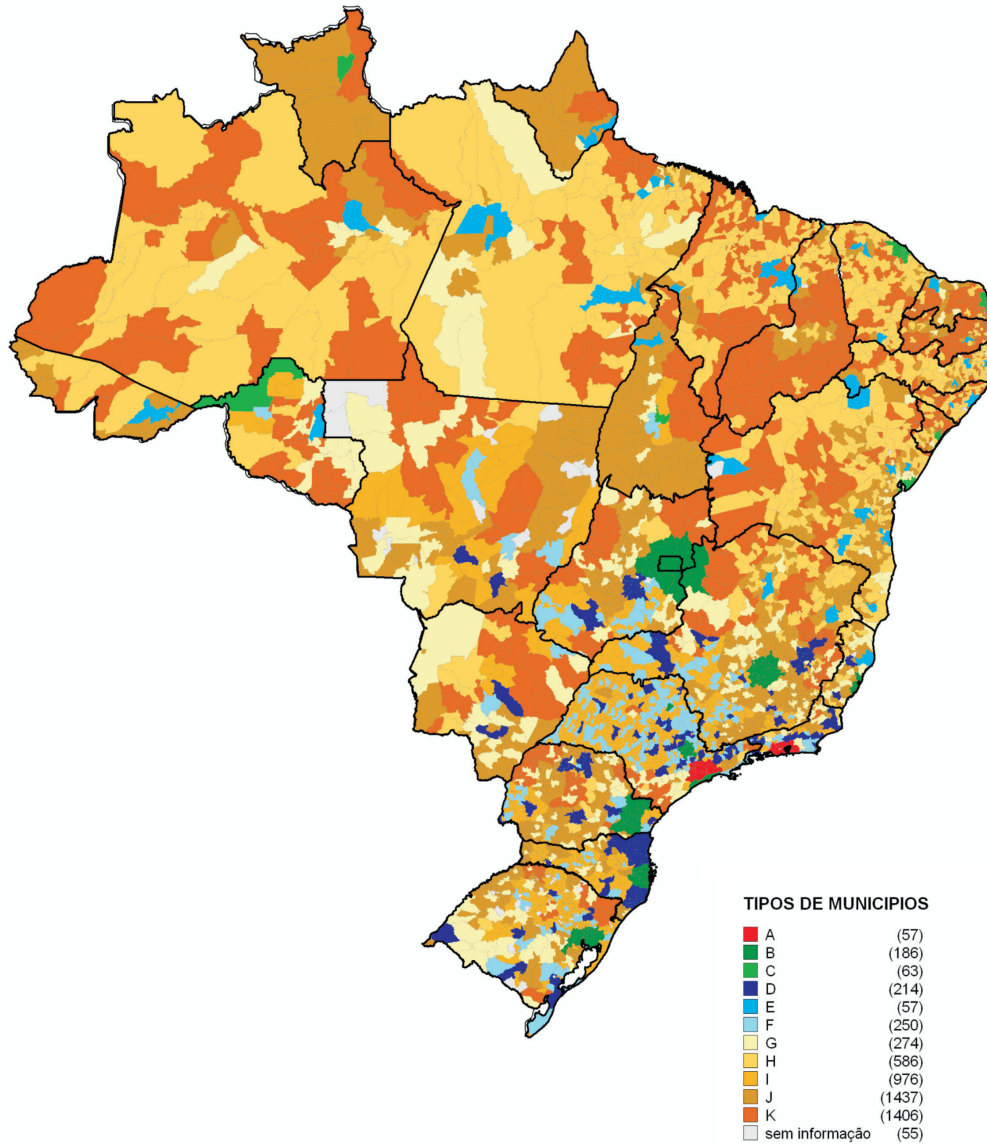 TIPOS DE MUNICIPIOS
A (57)
B (186)
C (63)
D (214)
E (57)
F (250)
G (274)
H (586)
I (976)
J (1437)
K (1406)
sem informação (55)